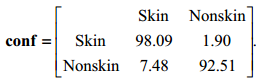 Skin Nonskin
conf = Skin 98.09 1.90
Nonskin 7.48 92.51 .